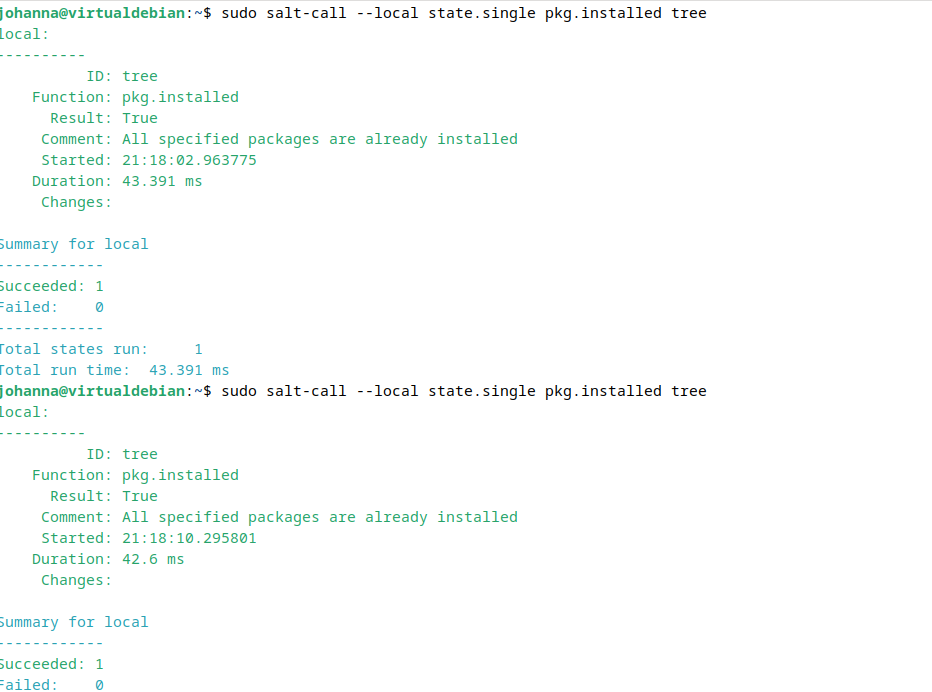 johanna@virtualdebian:~$ sudo salt-call --local state.single pkg.installed tree
local:
----------
          ID: tree
    Function: pkg.installed
      Result: True
     Comment: All specified packages are already installed
     Started: 21:18:02.963775
    Duration: 43.391 ms
     Changes:

Summary for local
------------
Succeeded: 1
Failed:    0
------------
Total states run:     1
Total run time:  43.391 ms
johanna@virtualdebian:~$ sudo salt-call --local state.single pkg.installed tree
local:
----------
          ID: tree
    Function: pkg.installed
      Result: True
     Comment: All specified packages are already installed
     Started: 21:18:10.295801
    Duration: 42.6 ms
     Changes:

Summary for local
------------
Succeeded: 1
Failed:    0